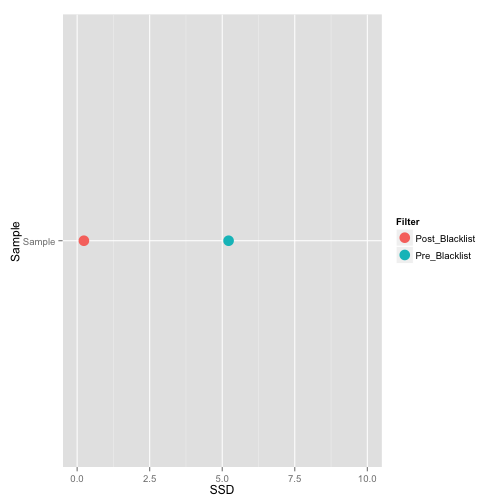 Sample
Sample
Filter
Post_Blacklist
Pre_Blacklist
0.0 2.5 5.0 7.5 10.0
SSD